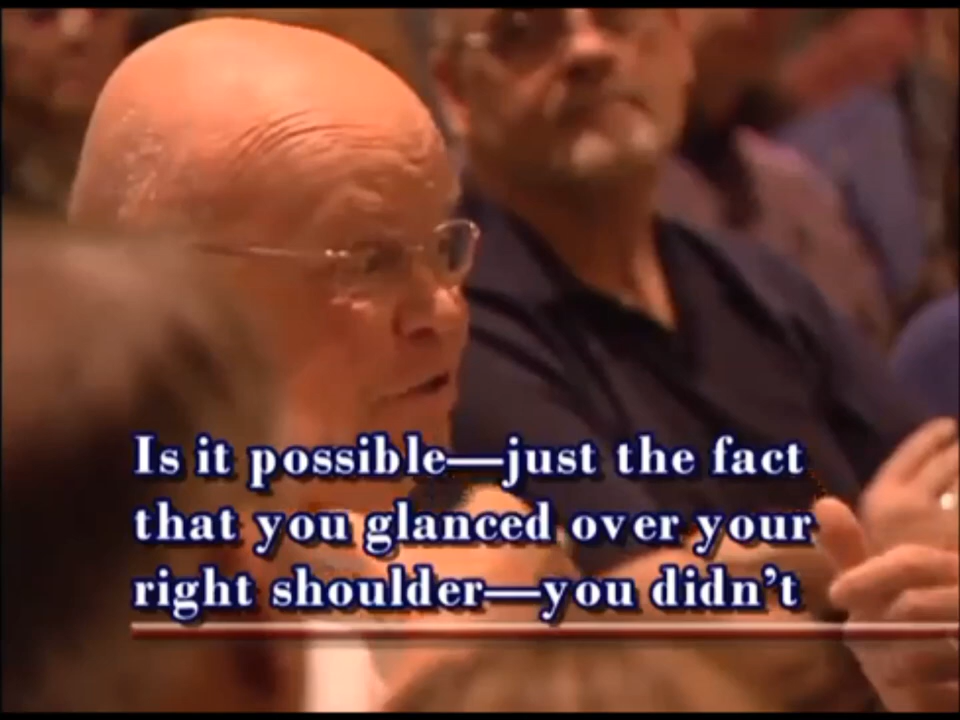 Is it possible—just the fact
that you glanced over your
right shoulder—you didn’t